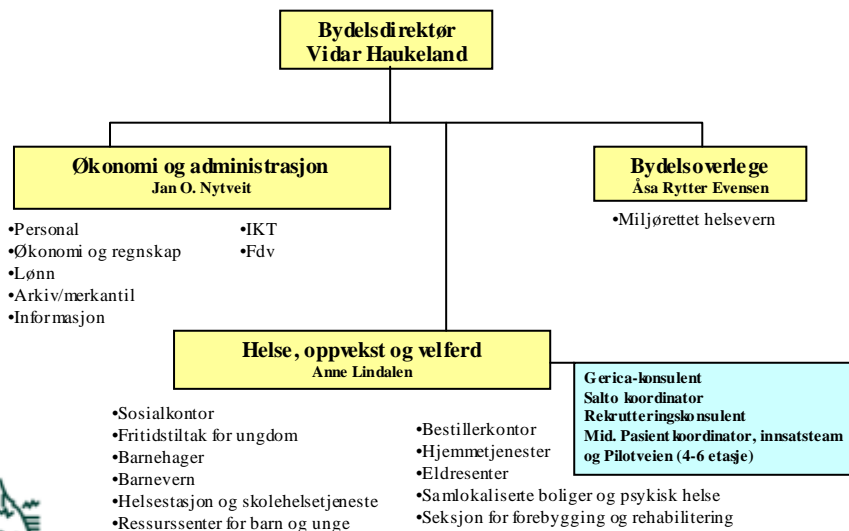 Bydelsdirektør
Vidar Haukeland
Økonomi og administrasjon
Jan O. Nytveit
Bydelsoverlege
Åsa Rytter Evensen
•Personal
•Økonomi og regnskap
•Lønn
•Arkiv/merkantil
•Informasjon
•IKT
•Fdv
•Miljørettet helsevern
Helse, oppvekst og velferd
Anne Lindalen
Gerica-konsulent
Salto koordinator
Rekrutteringskonsulent
Mid. Pasientkoordinator, innsatsteam
og Pilotveien (4-6 etasje)
•Sosialkontor
•Fritidstiltak for ungdom
•Barnehager
•Barnevern
•Helsestasjon og skolehelsetjeneste
•Ressurssenter for barn og unge
•Bestillerkontor
•Hjemmetjenester
•Eldresenter
•Samlokaliserte boliger og psykisk helse
•Seksjon for forebygging og rehabilitering